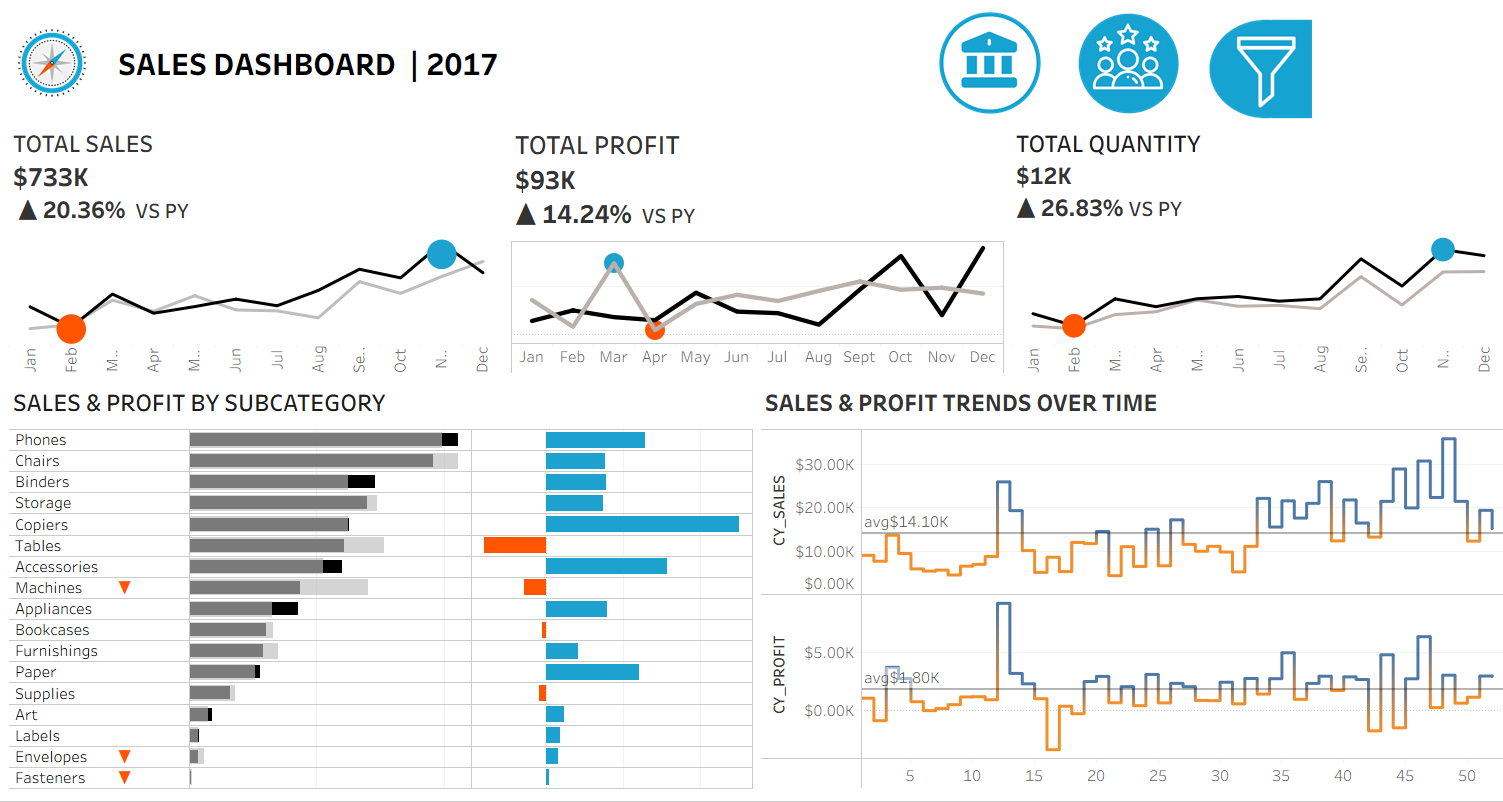 SALES DASHBOARD | 2017
TOTAL SALES
$733K
▲ 20.36% VS PY
Jan Feb M.. Apr M.. Jun Jul Aug Se.. Oct N.. Dec
TOTAL PROFIT
$93K
▲ 14.24% VS PY
Jan Feb Mar Apr May Jun Jul Aug Sept Oct Nov Dec
TOTAL QUANTITY
$12K
▲ 26.83% VS PY
Jan Feb M.. Apr M.. Jun Jul Aug Se.. Oct N.. Dec
SALES & PROFIT BY SUBCATEGORY
Phones
Chairs
Binders
Storage
Copiers
Tables
Accessories
Machines ▼
Appliances
Bookcases
Furnishings
Paper
Supplies
Art
Labels
Envelopes ▼
Fasteners ▼
SALES & PROFIT TRENDS OVER TIME
CY_SALES
$30.00K
$20.00K
avg$14.10K
$10.00K
$0.00K
CY_PROFIT
$5.00K
avg$1.80K
$0.00K
5 10 15 20 25 30 35 40 45 50